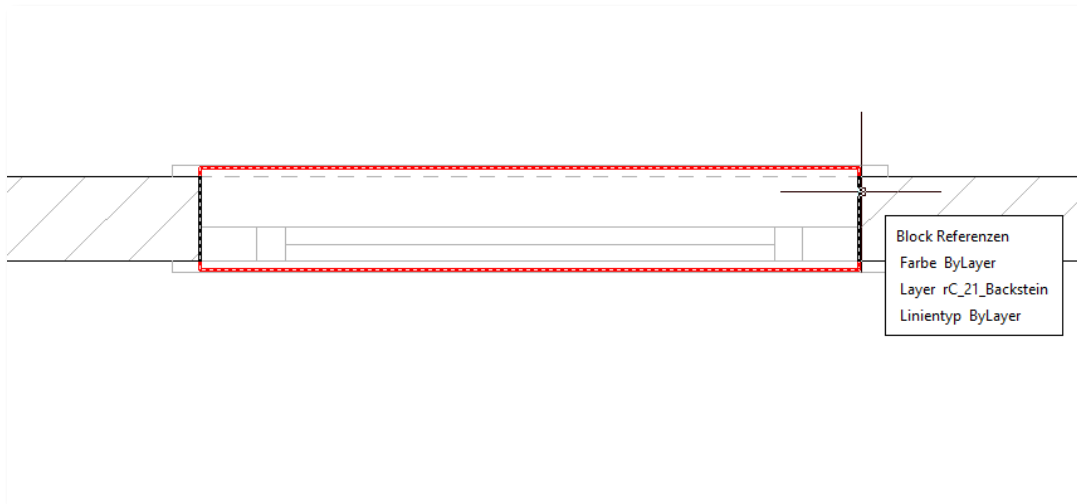 Block Referenzen
Farbe ByLayer
Layer rC_21_Backstein
Linientyp ByLayer